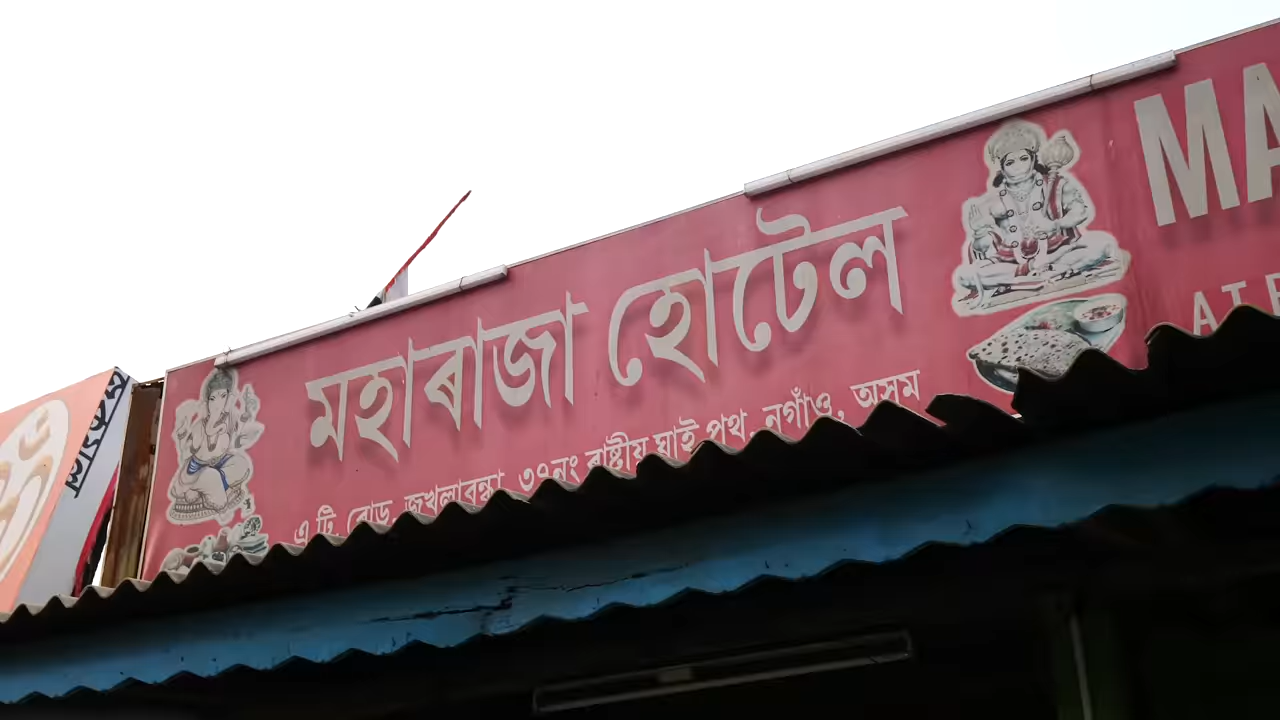 মহাৰাজা হোটেল
এ.টি. ৰোড, জখলাবন্ধা, ৩৭নং ৰাষ্টীয় ঘাই পথ, নগাঁও, অসম
MA
A.T. R